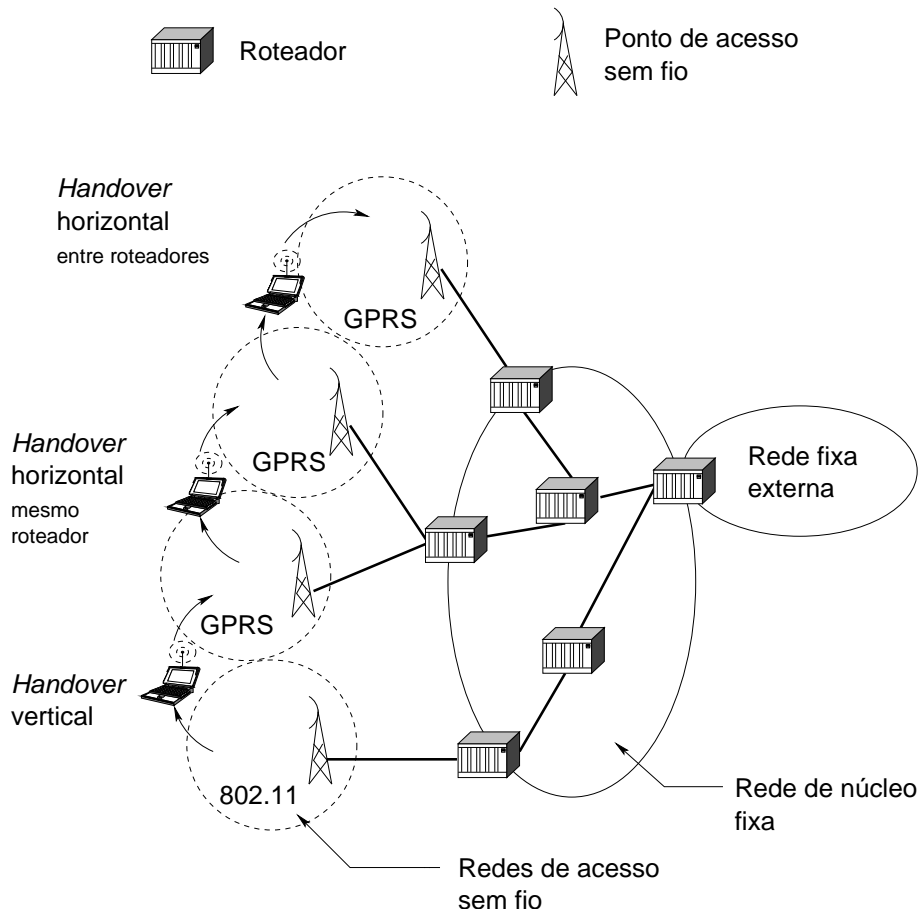 Roteador
Ponto de acesso
sem fio
Handover
horizontal
entre roteadores
GPRS
Handover
horizontal
mesmo
roteador
GPRS
Rede fixa
externa
GPRS
Handover
vertical
802.11
Rede de núcleo
fixa
Redes de acesso
sem fio